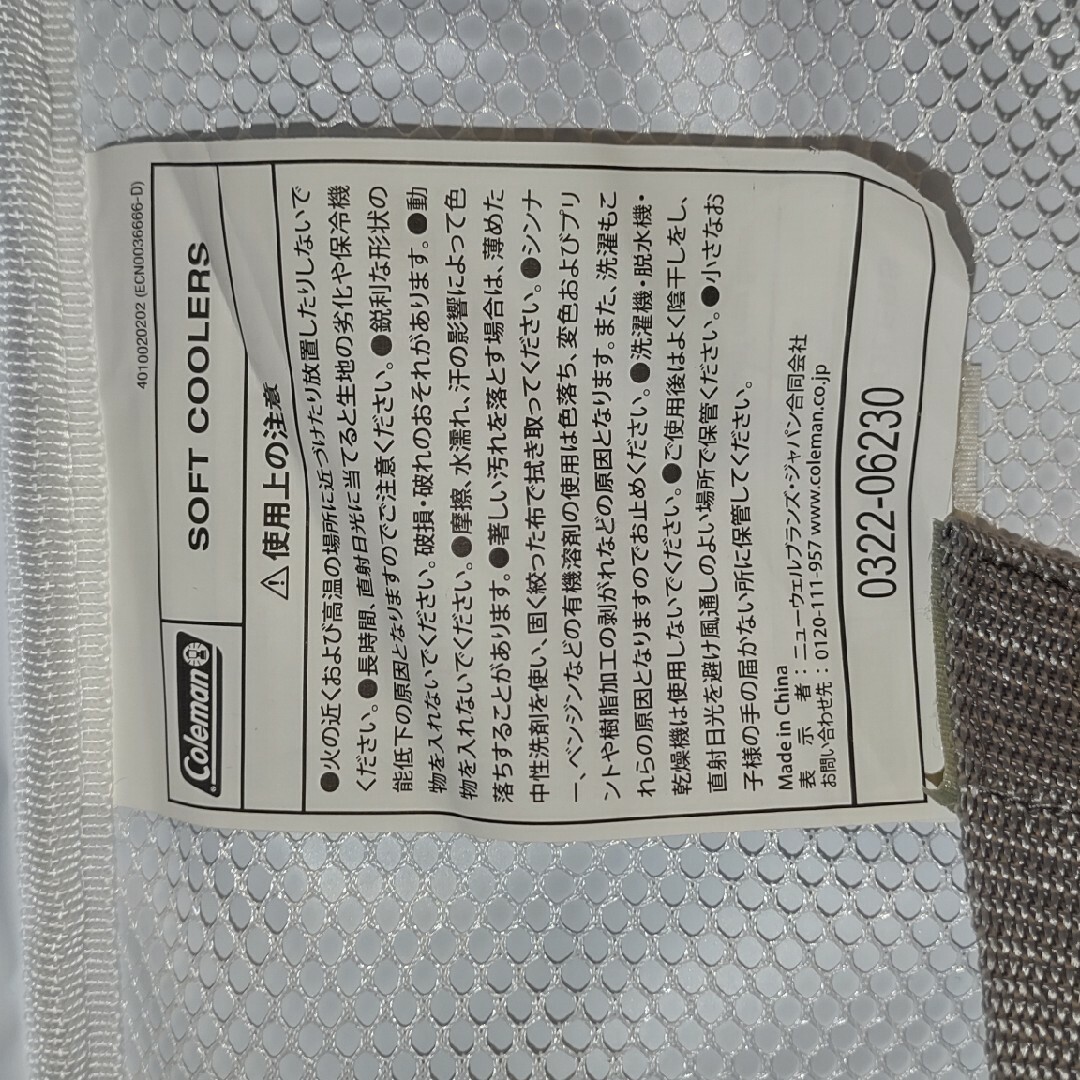 4010020202 (ECN0036666-D)
Coleman
SOFT COOLERS
⚠使用上の注意
●火の近くおよび高温の場所に近づけたり放置したりしないで
ください。●長時間、直射日光に当てると生地の劣化や保冷機
能低下の原因となりますのでご注意ください。●鋭利な形状の
物を入れないでください。破損・破れのおそれがあります。●動
物を入れないでください。●摩擦、水濡れ、汗の影響によって色
落ちすることがあります。●著しい汚れを落とす場合は、薄めた
中性洗剤を使い、固く絞った布で拭き取ってください。●シンナ
ー、ベンジンなどの有機溶剤の使用は色落ち、変色およびプリ
ントや樹脂加工の剥がれなどの原因となります。また、洗濯もこ
れらの原因となりますのでお止めください。●洗濯機・脱水機・
乾燥機は使用しないでください。●ご使用後はよく陰干しをし、
直射日光を避け風通しのよい場所で保管ください。●小さなお
子様の手の届かない所に保管してください。
Made in China
表示者：ニューウェルブランズ・ジャパン合同会社
お問い合わせ先：0120-111-957 www.coleman.co.jp
0322-06230